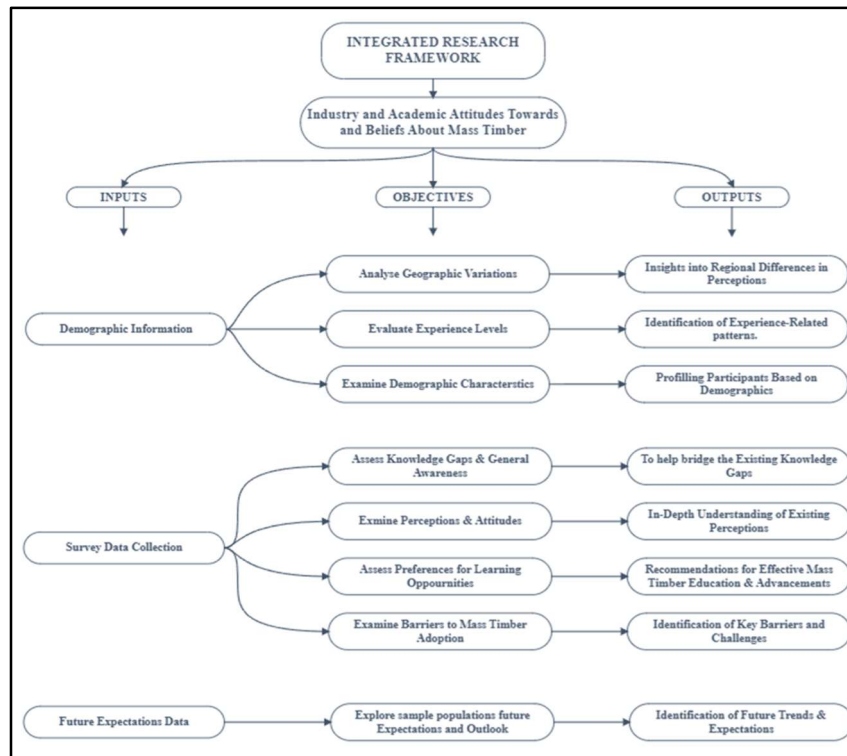 INTEGRATED RESEARCH
FRAMEWORK
Industry and Academic Attitudes Towards
and Beliefs About Mass Timber
INPUTS
OBJECTIVES
OUTPUTS
Demographic Information
Analyse Geographic Variations
Insights into Regional Differences in
Perceptions
Evaluate Experience Levels
Identification of Experience-Related
patterns.
Examine Demographic Characterstics
Profilling Participants Based on
Demographics
Survey Data Collection
Assess Knowledge Gaps & General
Awareness
To help bridge the Existing Knowledge
Gaps
Exmine Perceptions & Attitudes
In-Depth Understanding of Existing
Perceptions
Assess Preferences for Learning
Oppournities
Recommendations for Effective Mass
Timber Education & Advancements
Examine Barriers to Mass Timber
Adoption
Identification of Key Barriers and
Challenges
Future Expectations Data
Explore sample populations future
Expectations and Outlook
Identification of Future Trends &
Expectations